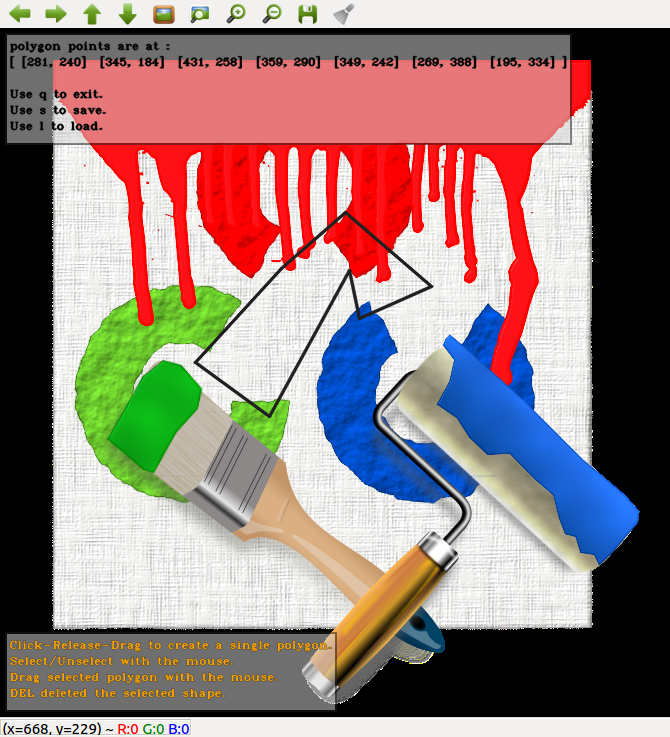 polygon points are at :
[ [281, 240] [345, 184] [431, 258] [359, 290] [349, 242] [269, 388] [195, 334] ]
Use q to exit.
Use s to save.
Use l to load.
Click-Release-Drag to create a single polygon.
Select/Unselect with the mouse.
Drag selected polygon with the mouse.
DEL deleted the selected shape.
(x=668, y=229) ~ R:0 G:0 B:0